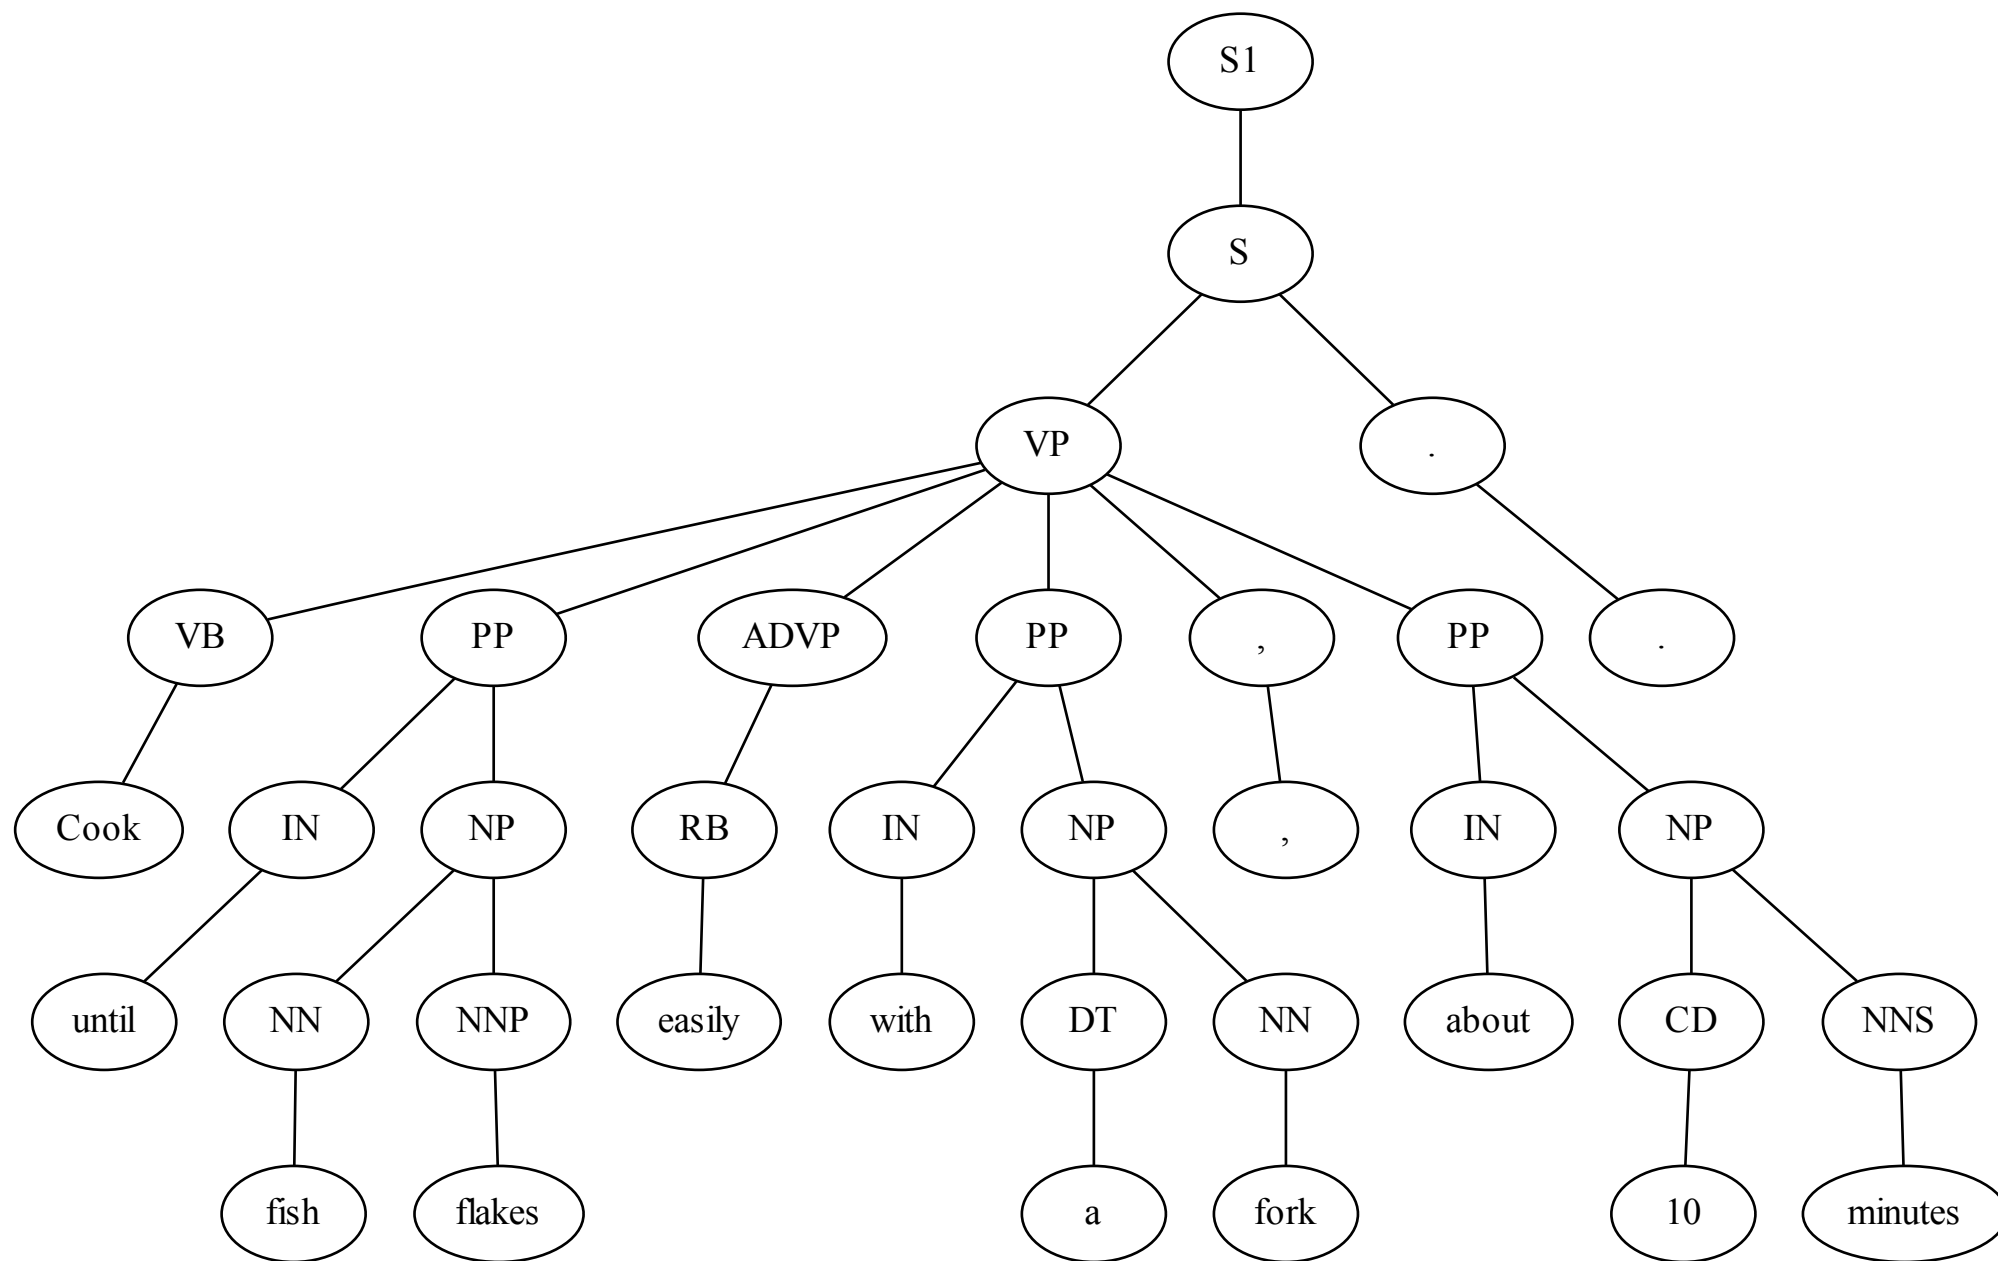 S1
S
VP .
VB PP ADVP PP , PP .
Cook IN NP RB IN NP , IN NP
until NN NNP easily with DT NN about CD NNS
fish flakes a fork 10 minutes